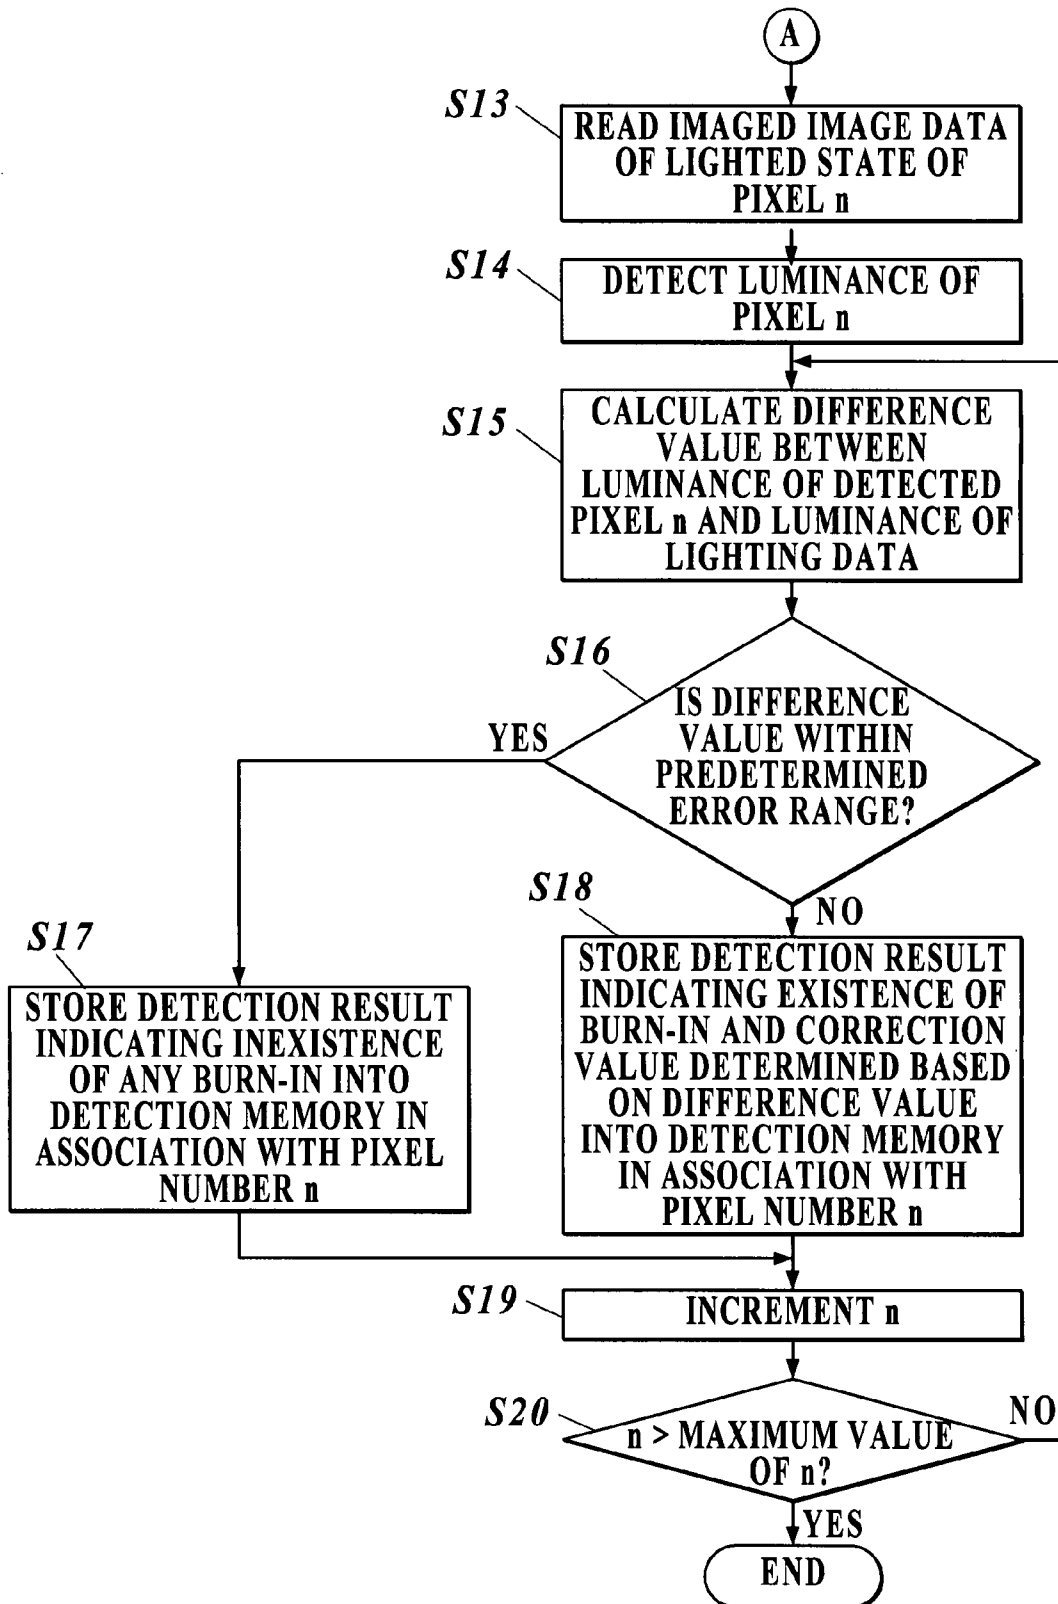 A
S13
READ IMAGED IMAGE DATA
OF LIGHTED STATE OF
PIXEL n
S14
DETECT LUMINANCE OF
PIXEL n
S15
CALCULATE DIFFERENCE
VALUE BETWEEN
LUMINANCE OF DETECTED
PIXEL n AND LUMINANCE OF
LIGHTING DATA
S16
IS DIFFERENCE
VALUE WITHIN
PREDETERMINED
ERROR RANGE?
YES
NO
S17
STORE DETECTION RESULT
INDICATING INEXISTENCE
OF ANY BURN-IN INTO
DETECTION MEMORY IN
ASSOCIATION WITH PIXEL
NUMBER n
S18
STORE DETECTION RESULT
INDICATING EXISTENCE OF
BURN-IN AND CORRECTION
VALUE DETERMINED BASED
ON DIFFERENCE VALUE
INTO DETECTION MEMORY
IN ASSOCIATION WITH
PIXEL NUMBER n
S19
INCREMENT n
S20
n > MAXIMUM VALUE
OF n?
NO
YES
END